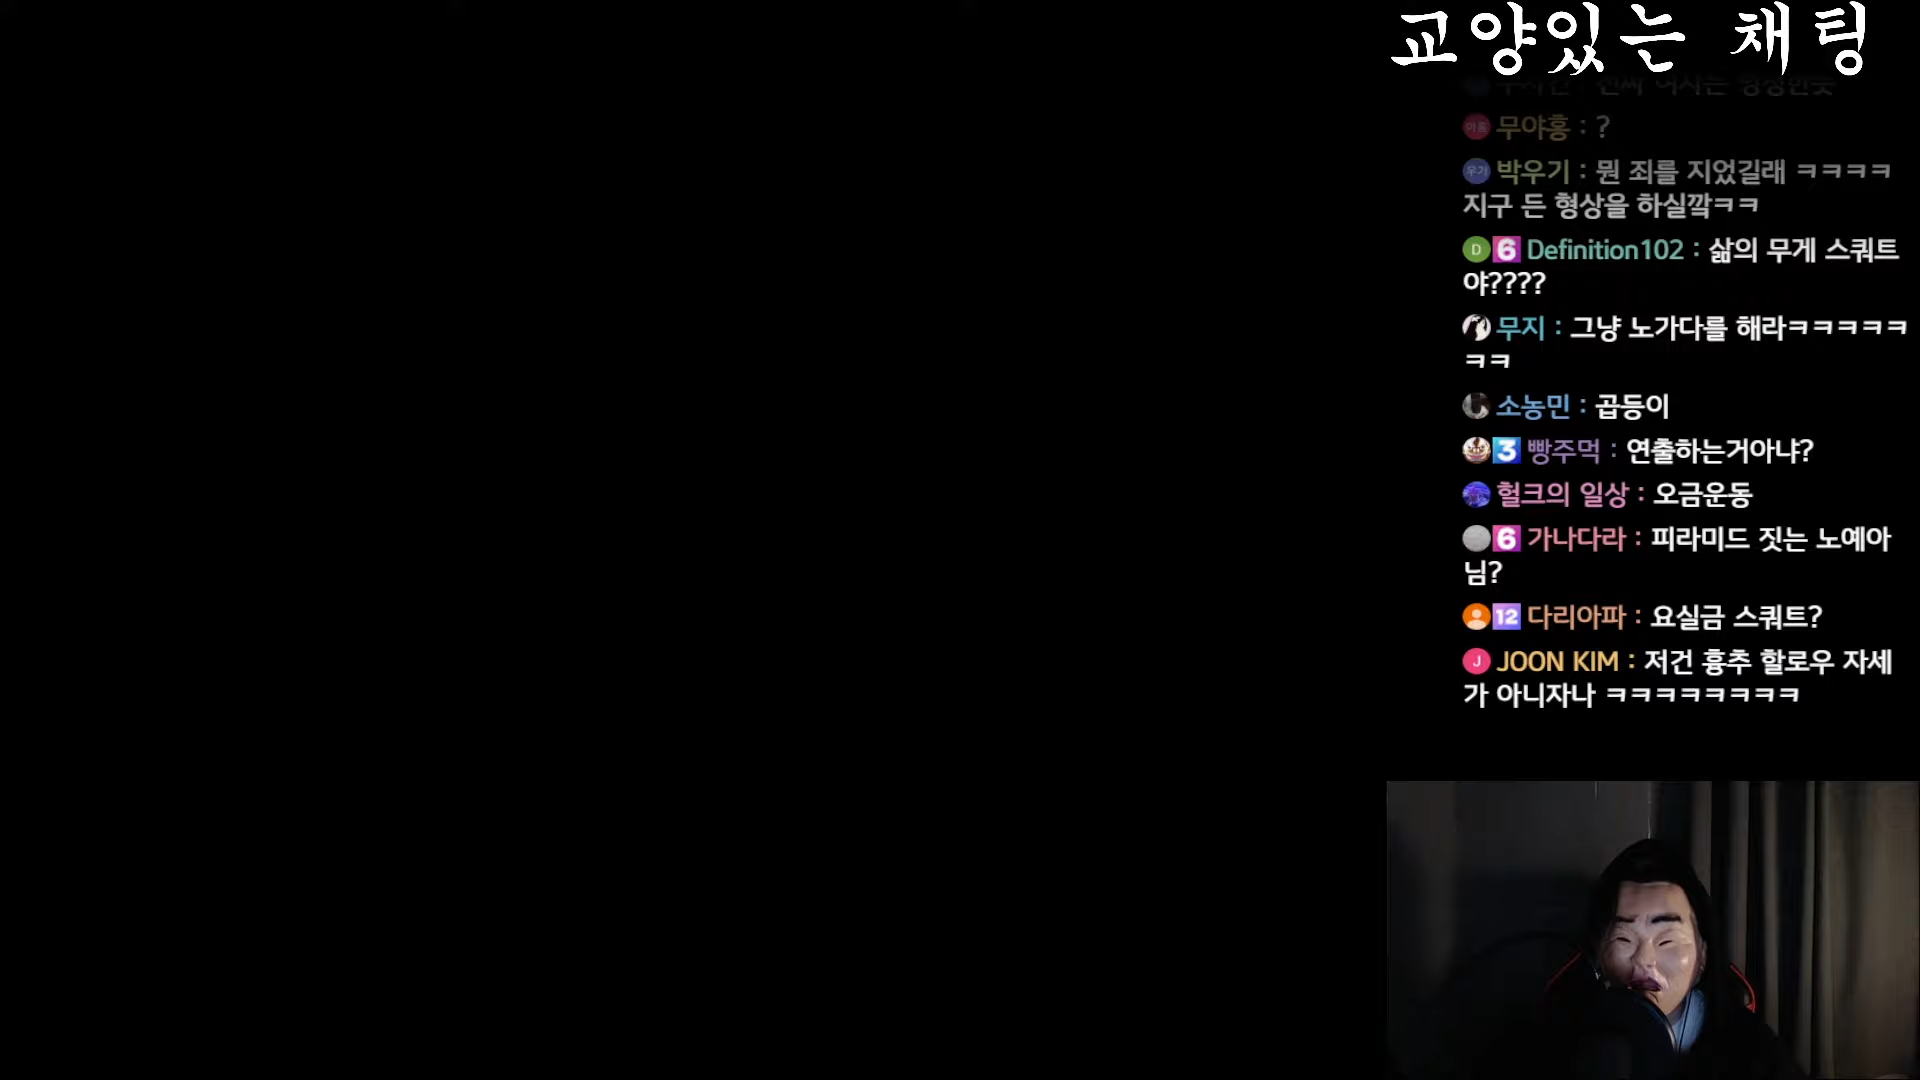 교양있는 채팅
무야홍 : ?
박우기 : 뭔 죄를 지었길래 ㅋㅋㅋㅋ
지구 든 형상을 하실깤ㅋㅋ
D 6 Definition102 : 삶의 무게 스쿼트
야????
무지 : 그냥 노가다를 해라ㅋㅋㅋㅋㅋ
ㅋㅋ
소농민 : 곱등이
3 빵주먹 : 연출하는거아냐?
헐크의 일상 : 오금운동
6 가나다라 : 피라미드 짓는 노예아
님?
12 다리아파 : 요실금 스쿼트?
J JOON KIM : 저건 흉추 할로우 자세
가 아니자나 ㅋㅋㅋㅋㅋㅋㅋㅋ